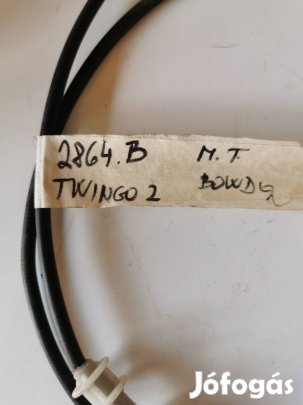 2864.B M.T.
TWINGO 2 BOWDEN
Jófogás